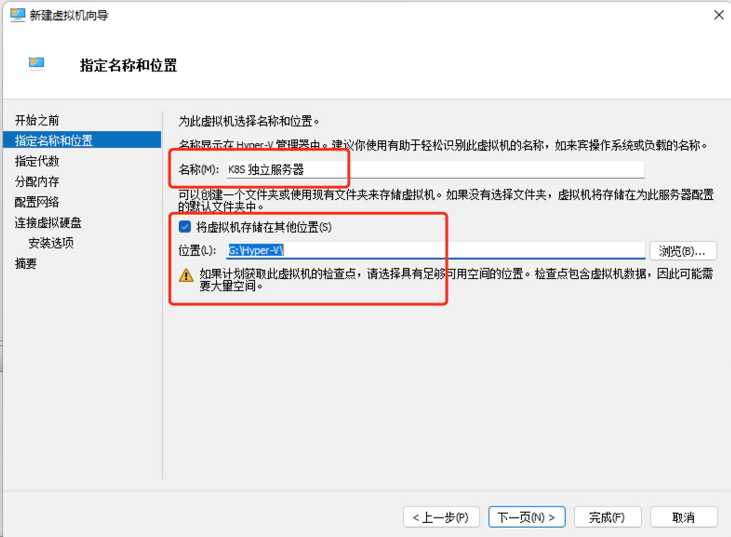 新建虚拟机向导
指定名称和位置
开始之前
指定名称和位置
指定代数
分配内存
配置网络
连接虚拟硬盘
安装选项
摘要
为此虚拟机选择名称和位置。
名称显示在 Hyper-V 管理器中。建议你使用有助于轻松识别此虚拟机的名称，如来宾操作系统或负载的名称。
名称(M): K8S 独立服务器
可以创建一个文件夹或使用现有文件夹来存储虚拟机。如果没有选择文件夹，虚拟机将存储在为此服务器配置
的默认文件夹中。
将虚拟机存储在其他位置(S)
位置(L): G:\Hyper-V\ 浏览(B)...
如果计划获取此虚拟机的检查点，请选择具有足够可用空间的位置。检查点包含虚拟机数据，因此可能需
要大量空间。
< 上一步(P) 下一页(N) > 完成(F) 取消